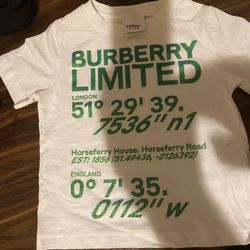 BURBERRY
LIMITED
LONDON
51° 29' 39.
7536" n1
Horseferry House. Horseferry Road
EST: 1856 (51.49436, -0126392)
ENGLAND
0° 7' 35.
0112" w